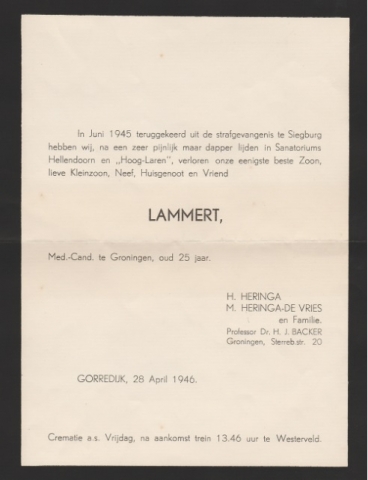 In Juni 1945 teruggekeerd uit de strafgevangenis te Siegburg
hebben wij, na een zeer pijnlijk maar dapper lijden in Sanatoriums
Hellendoorn en „Hoog-Laren”, verloren onze eenigste beste Zoon,
lieve Kleinzoon, Neef, Huisgenoot en Vriend
LAMMERT,
Med.-Cand. te Groningen, oud 25 jaar.
H. HERINGA
M. HERINGA-DE VRIES
en Familie.
Professor Dr. H. J. BACKER
Groningen, Sterreb.str. 20
GORREDIJK, 28 April 1946.
Crematie a.s. Vrijdag, na aankomst trein 13.46 uur te Westerveld.